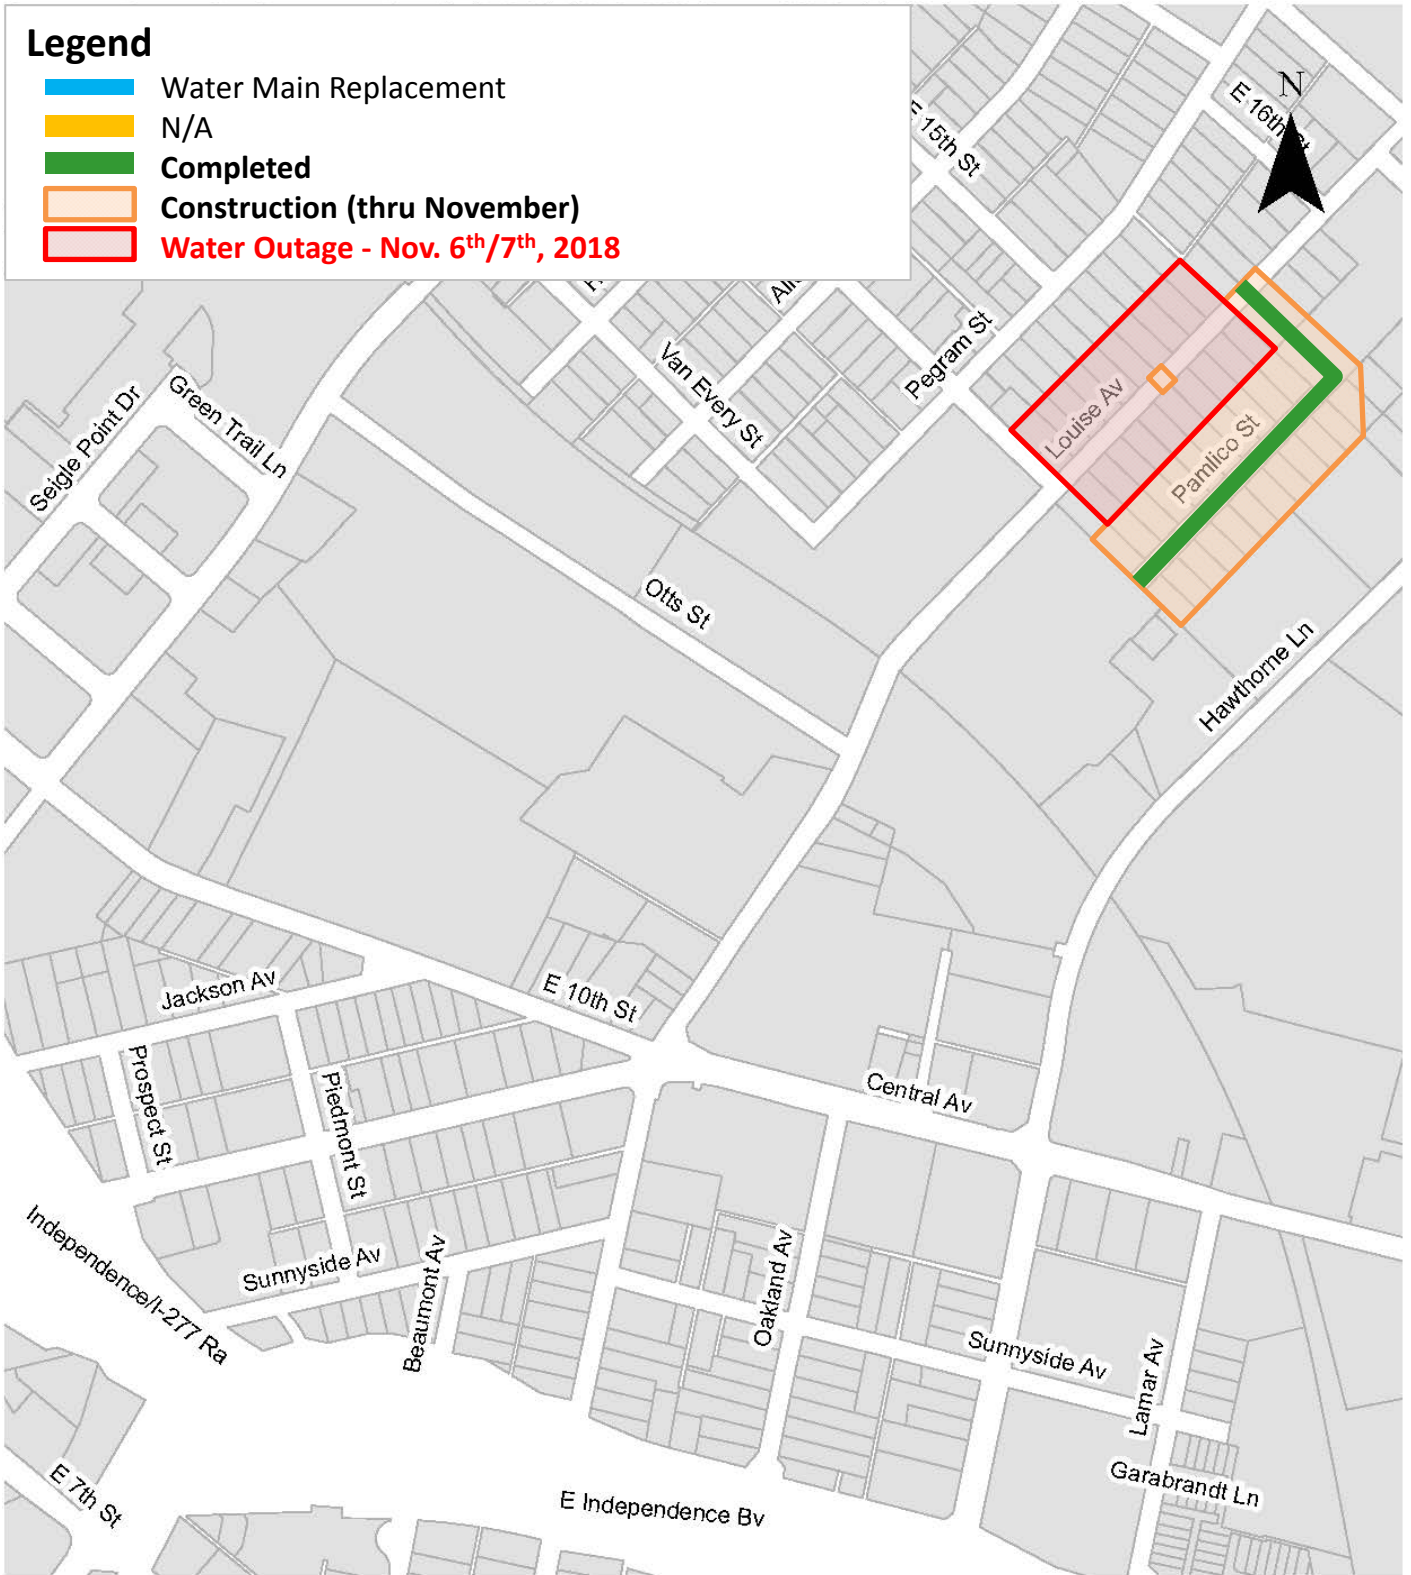 Legend
Water Main Replacement
N/A
Completed
Construction (thru November)
Water Outage - Nov. 6th/7th, 2018
N
E 16th St
E 15th St
Pegram St
Van Every St
Louise Av
Pamlico St
Green Trail Ln
Seigle Point Dr
Otts St
Hawthorne Ln
E 10th St
Jackson Av
Prospect St
Piedmont St
Central Av
Independence/I-277 Ra
Sunnyside Av
Beaumont Av
Oakland Av
Sunnyside Av
Lamar Av
Garabrandt Ln
E 7th St
E Independence Bv